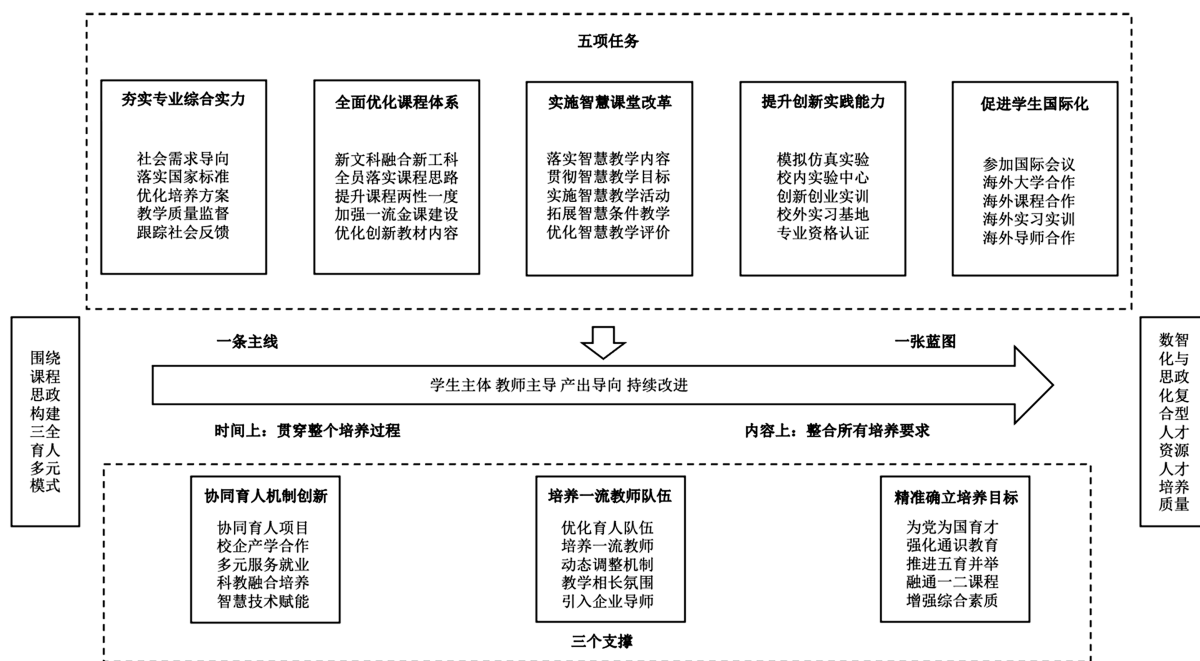 五项任务
夯实专业综合实力
社会需求导向
落实国家标准
优化培养方案
教学质量监督
跟踪社会反馈
全面优化课程体系
新文科融合新工科
全员落实课程思路
提升课程两性一度
加强一流金课建设
优化创新教材内容
实施智慧课堂改革
落实智慧教学内容
贯彻智慧教学目标
实施智慧教学活动
拓展智慧条件教学
优化智慧教学评价
提升创新实践能力
模拟仿真实验
校内实验中心
创新创业实训
校外实习基地
专业资格认证
促进学生国际化
参加国际会议
海外大学合作
海外课程合作
海外实习实训
海外导师合作
围绕
课程
思政
构建
三全
育人
多元
模式
一条主线
一张蓝图
学生主体 教师主导 产出导向 持续改进
时间上：贯穿整个培养过程
内容上：整合所有培养要求
数智
化与
思政
化复
合型
人才
资源
人才
培养
质量
协同育人机制创新
协同育人项目
校企产学合作
多元服务就业
科教融合培养
智慧技术赋能
培养一流教师队伍
优化育人队伍
培养一流教师
动态调整机制
教学相长氛围
引入企业导师
精准确立培养目标
为党为国育才
强化通识教育
推进五育并举
融通一二课程
增强综合素质
三个支撑